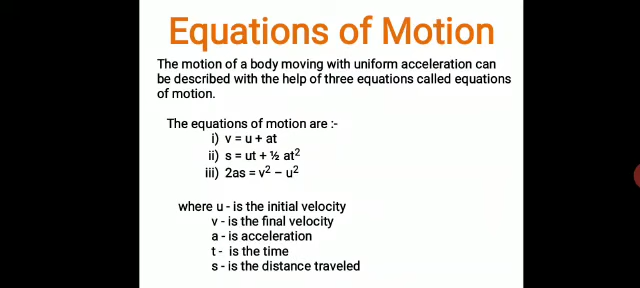 Equations of Motion
The motion of a body moving with uniform acceleration can
be described with the help of three equations called equations
of motion.
The equations of motion are :-
i) v = u + at
ii) s = ut + ½ at²
iii) 2as = v² – u²
where u - is the initial velocity
v - is the final velocity
a - is acceleration
t - is the time
s - is the distance traveled